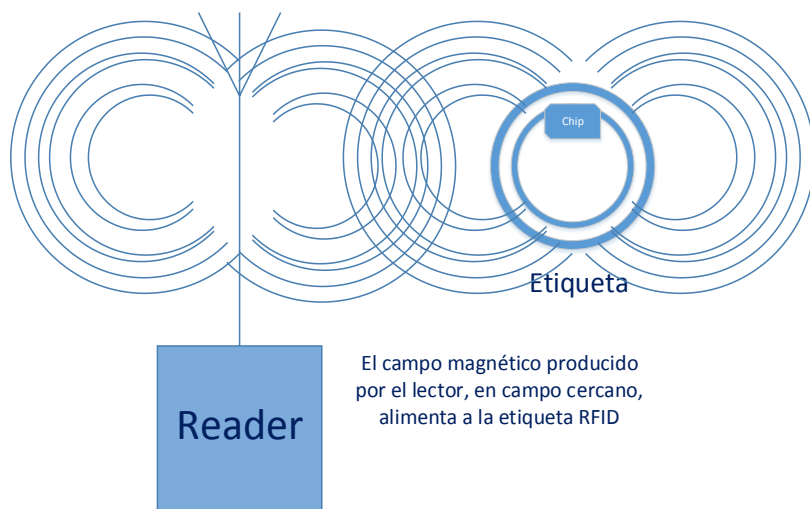 Chip
Etiqueta
Reader
El campo magnético producido
por el lector, en campo cercano,
alimenta a la etiqueta RFID